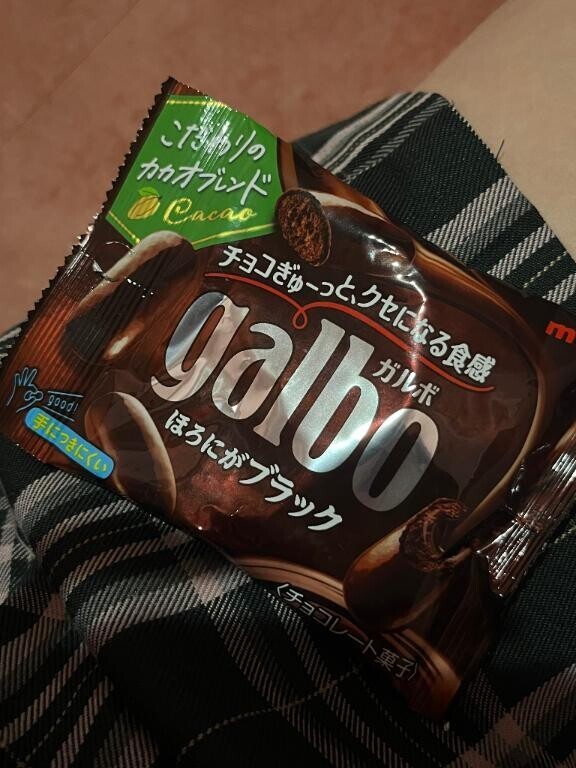 こだわりの
カカオブレンド
Cacao
チョコぎゅーっと、クセになる食感
ガルボ
galbo
ほろにがブラック
good!
手につきにくい
〈チョコレート菓子〉
m